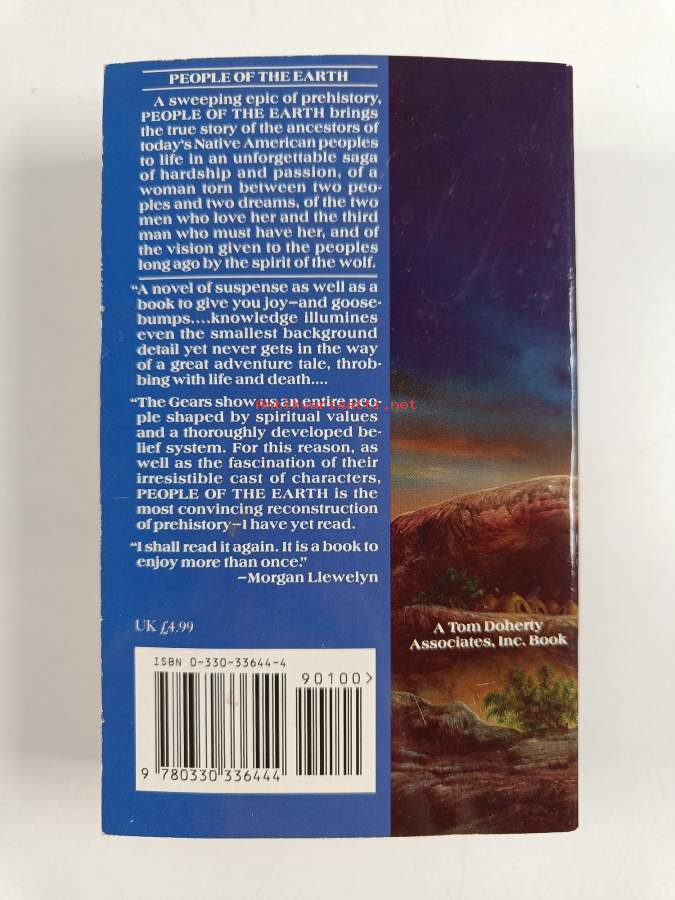 PEOPLE OF THE EARTH
A sweeping epic of prehistory,
PEOPLE OF THE EARTH brings
the true story of the ancestors of
today's Native American peoples
to life in an unforgettable saga
of hardship and passion, of a
woman torn between two peo-
ples and two dreams, of the two
men who love her and the third
man who must have her, and of
the vision given to the peoples
long ago by the spirit of the wolf.
“A novel of suspense as well as a
book to give you joy—and goose-
bumps....knowledge illumines
even the smallest background
detail yet never gets in the way
of a great adventure tale, throb-
bing with life and death....
“The Gears show us an entire peo-
ple shaped by spiritual values
and a thoroughly developed be-
lief system. For this reason, as
well as the fascination of their
irresistible cast of characters,
PEOPLE OF THE EARTH is the
most convincing reconstruction
of prehistory—I have yet read.
“I shall read it again. It is a book to
enjoy more than once.”
—Morgan Llewelyn
UK £4.99
ISBN 0-330-33644-4
90100>
9 780330 336444
A Tom Doherty
Associates, Inc. Book
Antikvariaatti.net